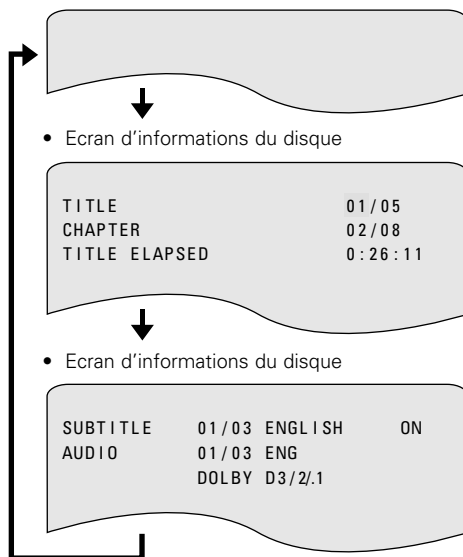 • Ecran d'informations du disque
TITLE 01/05
CHAPTER 02/08
TITLE ELAPSED 0:26:11
• Ecran d'informations du disque
SUBTITLE 01/03 ENGLISH ON
AUDIO 01/03 ENG
DOLBY D3/2/.1